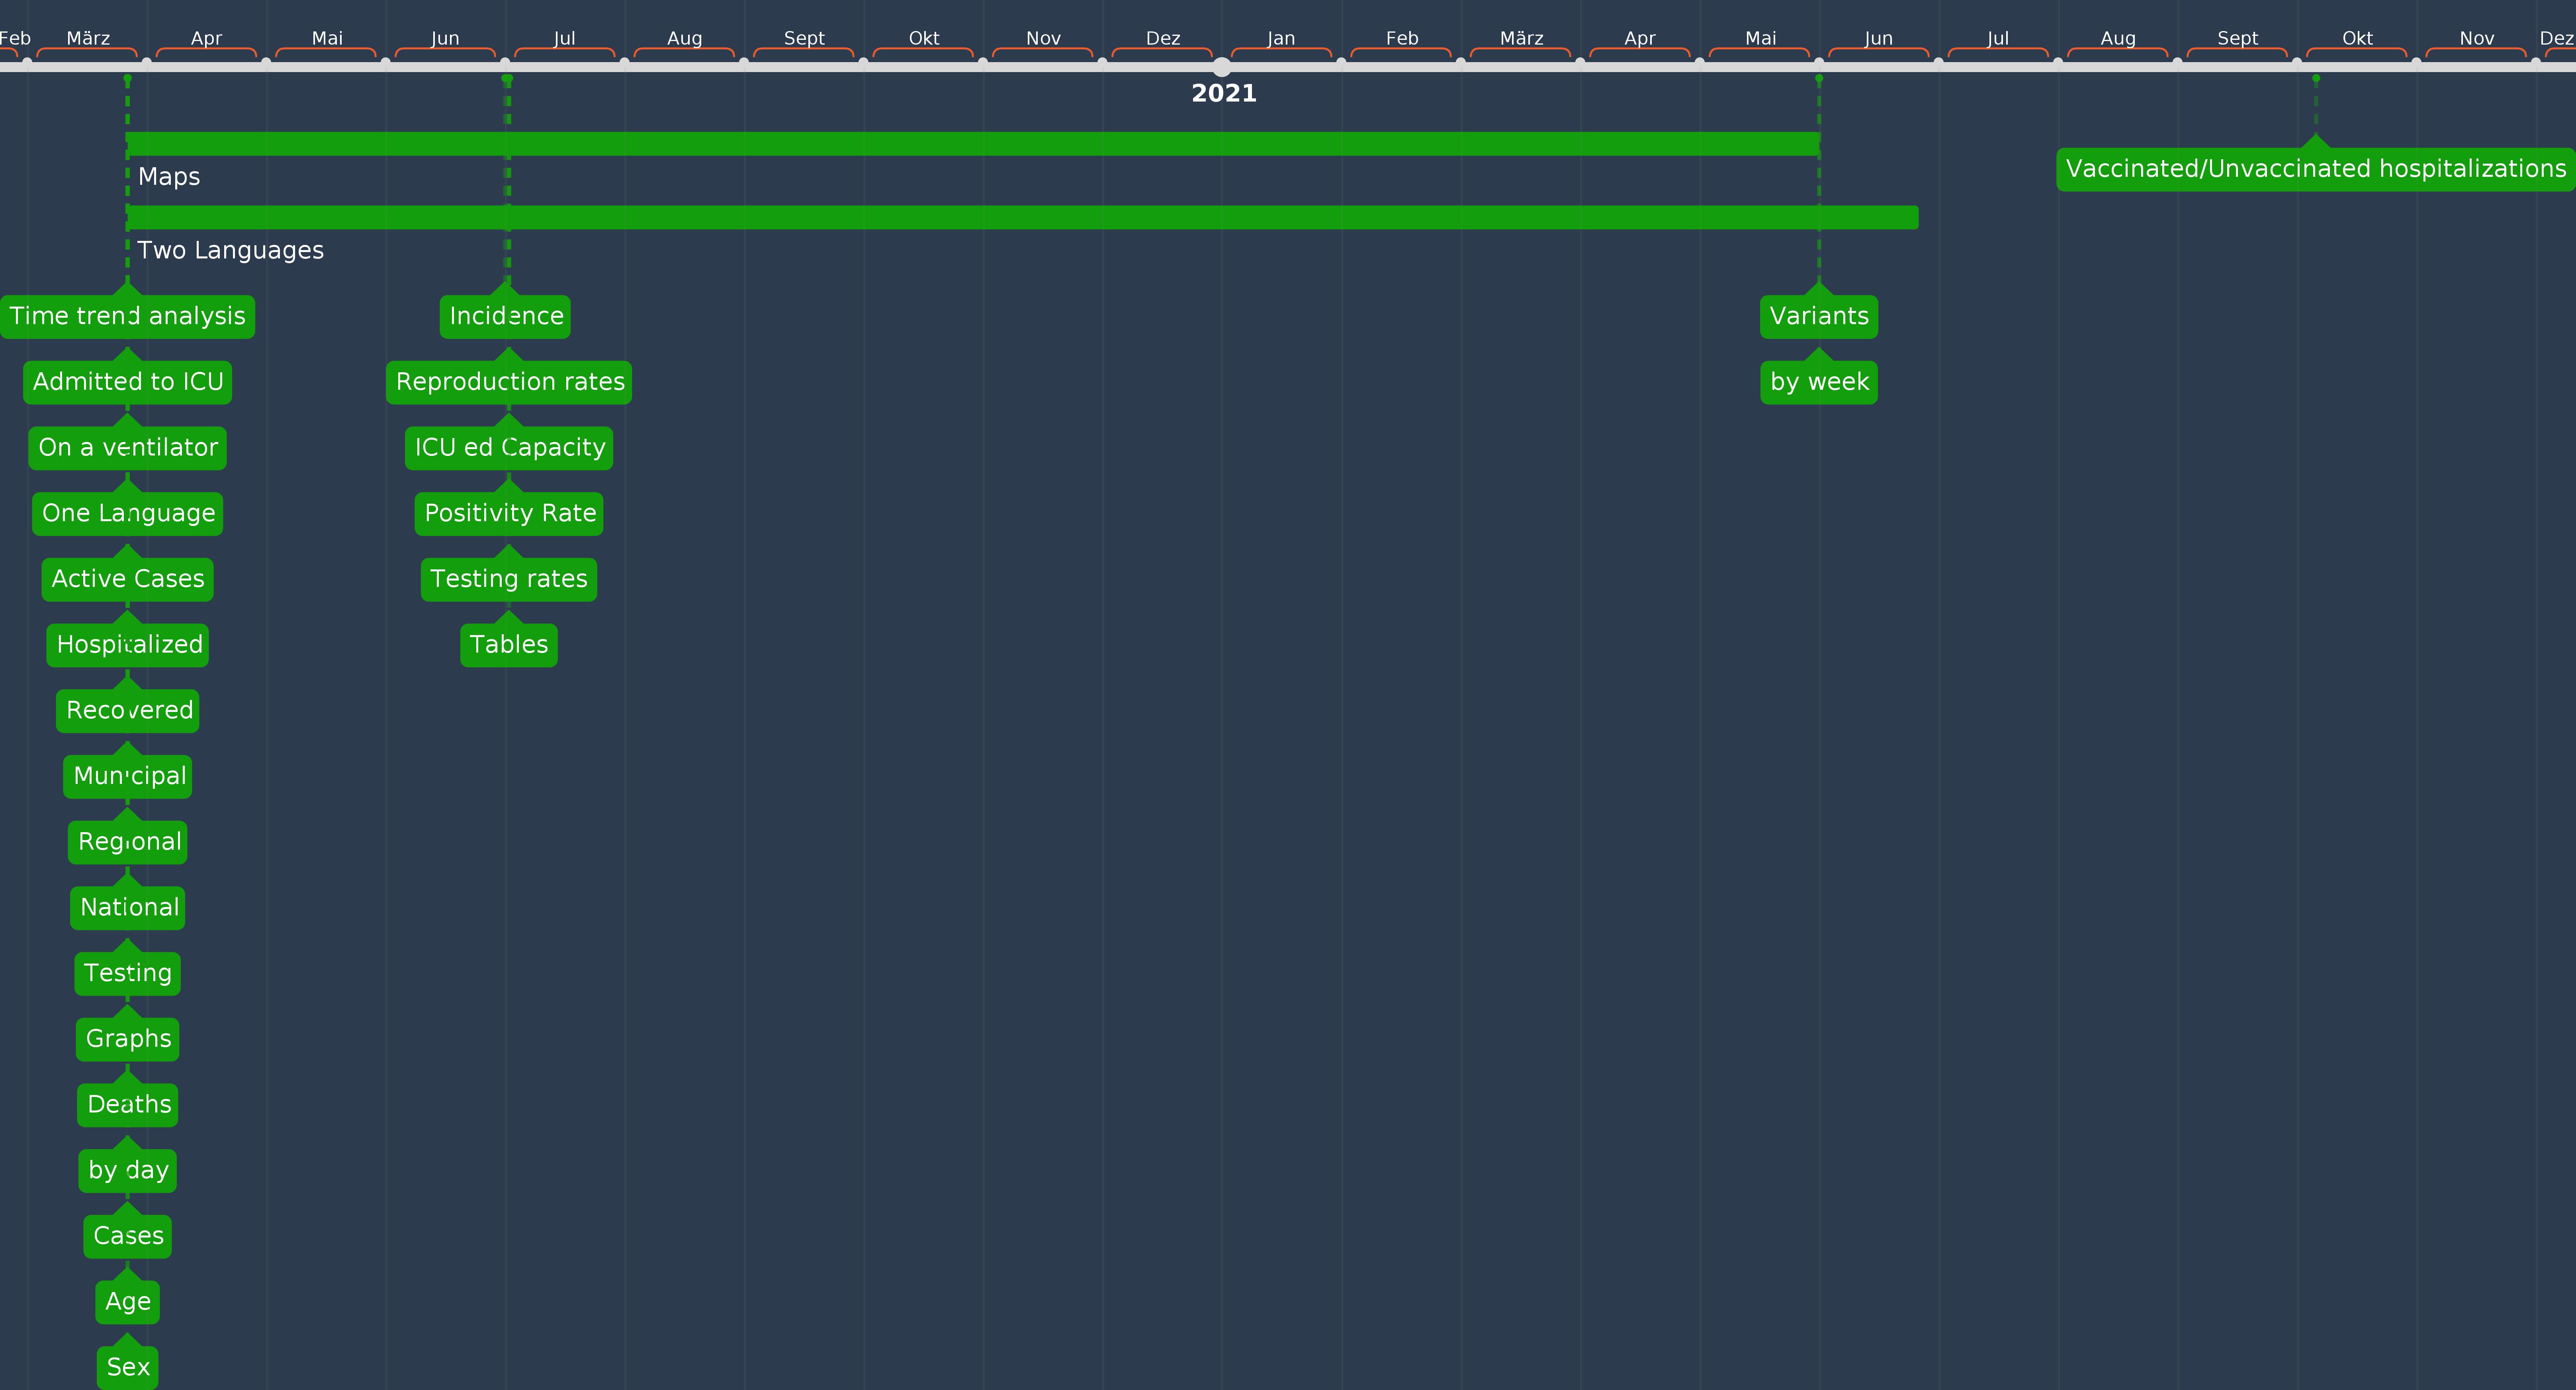 Feb März Apr Mai Jun Jul Aug Sept Okt Nov Dez Jan Feb März Apr Mai Jun Jul Aug Sept Okt Nov Dez
2021
Maps
Vaccinated/Unvaccinated hospitalizations
Two Languages
Time trend analysis
Incidence
Variants
Admitted to ICU
Reproduction rates
by week
On a ventilator
ICU ed Capacity
One Language
Positivity Rate
Active Cases
Testing rates
Hospitalized
Tables
Recovered
Municipal
Regional
National
Testing
Graphs
Deaths
by day
Cases
Age
Sex